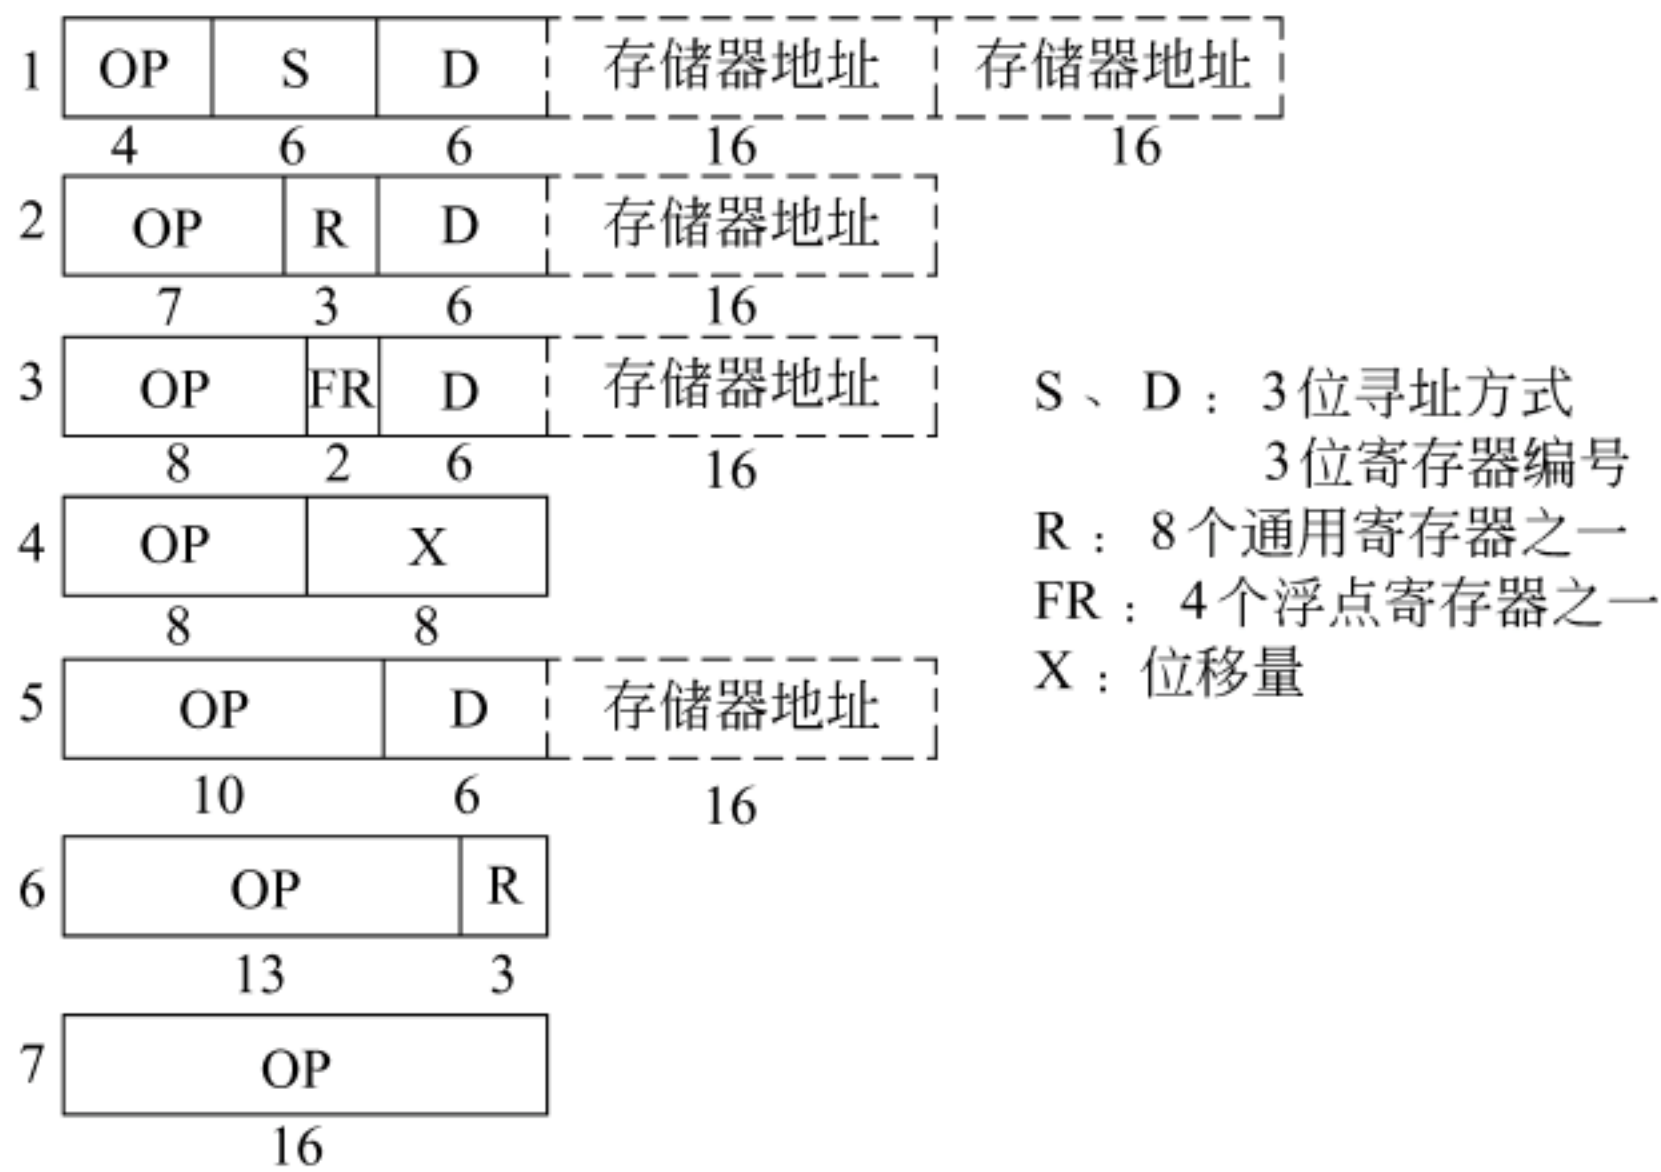 1 OP S D 存储器地址 存储器地址
4 6 6 16 16
2 OP R D 存储器地址
7 3 6 16
3 OP FR D 存储器地址
8 2 6 16
4 OP X
8 8
5 OP D 存储器地址
10 6 16
6 OP R
13 3
7 OP
16
S 、 D ： 3位寻址方式
3位寄存器编号
R ： 8个通用寄存器之一
FR ： 4个浮点寄存器之一
X ：位移量